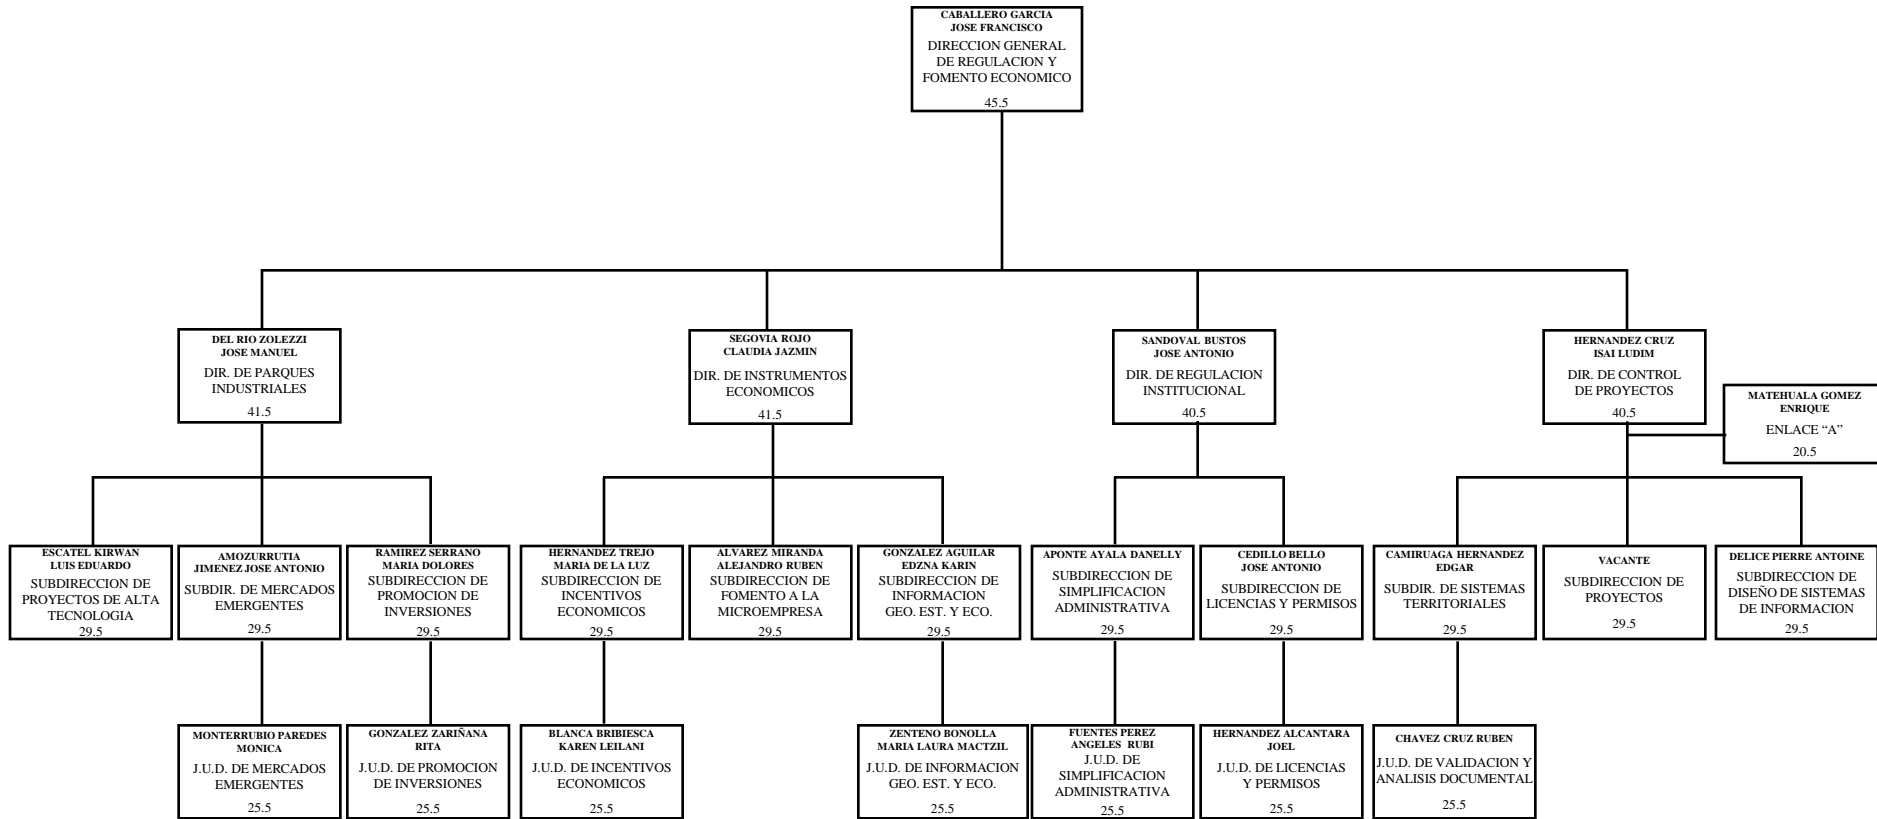 CABALLERO GARCIA
JOSE FRANCISCO
DIRECCION GENERAL
DE REGULACION Y
FOMENTO ECONOMICO
45.5
DEL RIO ZOLEZZI
JOSE MANUEL
DIR. DE PARQUES
INDUSTRIALES
41.5
SEGOVIA ROJO
CLAUDIA JAZMIN
DIR. DE INSTRUMENTOS
ECONOMICOS
41.5
SANDOVAL BUSTOS
JOSE ANTONIO
DIR. DE REGULACION
INSTITUCIONAL
40.5
HERNANDEZ CRUZ
ISAI LUDIM
DIR. DE CONTROL
DE PROYECTOS
40.5
MATEHUALA GOMEZ
ENRIQUE
ENLACE “A”
20.5
ESCATEL KIRWAN
LUIS EDUARDO
SUBDIRECCION DE
PROYECTOS DE ALTA
TECNOLOGIA
29.5
AMOZURRUTIA
JIMENEZ JOSE ANTONIO
SUBDIR. DE MERCADOS
EMERGENTES
29.5
RAMIREZ SERRANO
MARIA DOLORES
SUBDIRECCION DE
PROMOCION DE
INVERSIONES
29.5
HERNANDEZ TREJO
MARIA DE LA LUZ
SUBDIRECCION DE
INCENTIVOS
ECONOMICOS
29.5
ALVAREZ MIRANDA
ALEJANDRO RUBEN
SUBDIRECCION DE
FOMENTO A LA
MICROEMPRESA
29.5
GONZALEZ AGUILAR
EDZNA KARIN
SUBDIRECCION DE
INFORMACION
GEO. EST. Y ECO.
29.5
APONTE AYALA DANELLY
SUBDIRECCION DE
SIMPLIFICACION
ADMINISTRATIVA
29.5
CEDILLO BELLO
JOSE ANTONIO
SUBDIRECCION DE
LICENCIAS Y PERMISOS
29.5
CAMIRUAGA HERNANDEZ
EDGAR
SUBDIR. DE SISTEMAS
TERRITORIALES
29.5
VACANTE
SUBDIRECCION DE
PROYECTOS
29.5
DELICE PIERRE ANTOINE
SUBDIRECCION DE
DISEÑO DE SISTEMAS
DE INFORMACION
29.5
MONTERRUBIO PAREDES
MONICA
J.U.D. DE MERCADOS
EMERGENTES
25.5
GONZALEZ ZARIÑANA
RITA
J.U.D. DE PROMOCION
DE INVERSIONES
25.5
BLANCA BRIBIESCA
KAREN LEILANI
J.U.D. DE INCENTIVOS
ECONOMICOS
25.5
ZENTENO BONOLLA
MARIA LAURA MACTZIL
J.U.D. DE INFORMACION
GEO. EST. Y ECO.
25.5
FUENTES PEREZ
ANGELES RUBI
J.U.D. DE
SIMPLIFICACION
ADMINISTRATIVA
25.5
HERNANDEZ ALCANTARA
JOEL
J.U.D. DE LICENCIAS
Y PERMISOS
25.5
CHAVEZ CRUZ RUBEN
J.U.D. DE VALIDACION Y
ANALISIS DOCUMENTAL
25.5